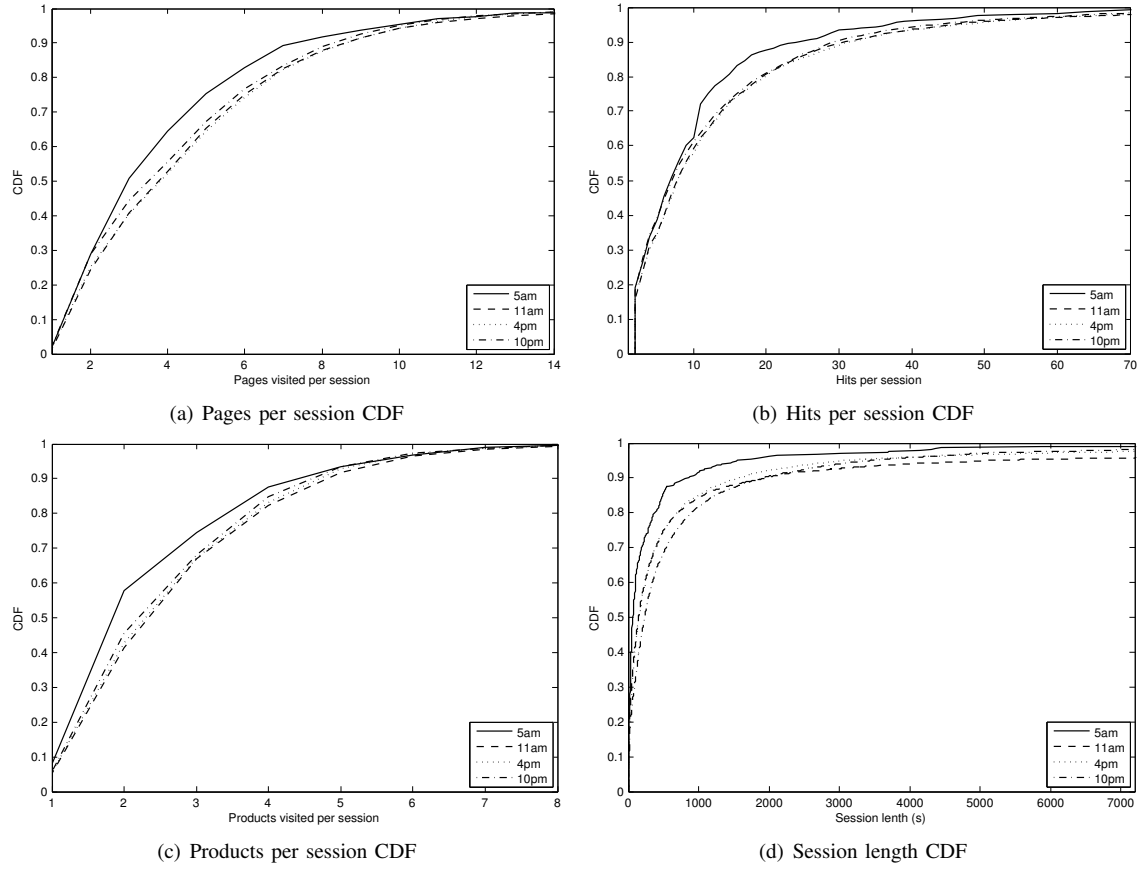 1
0.9
0.8
0.7
0.6
0.5
0.4
0.3
0.2
0.1
0
CDF
2 4 6 8 10 12 14
Pages visited per session
5am
11am
4pm
10pm
(a) Pages per session CDF
1
0.9
0.8
0.7
0.6
0.5
0.4
0.3
0.2
0.1
0
CDF
10 20 30 40 50 60 70
Hits per session
5am
11am
4pm
10pm
(b) Hits per session CDF
1
0.9
0.8
0.7
0.6
0.5
0.4
0.3
0.2
0.1
0
CDF
1 2 3 4 5 6 7 8
Products visited per session
5am
11am
4pm
10pm
(c) Products per session CDF
1
0.9
0.8
0.7
0.6
0.5
0.4
0.3
0.2
0.1
0
CDF
0 1000 2000 3000 4000 5000 6000 7000
Session lenth (s)
5am
11am
4pm
10pm
(d) Session length CDF